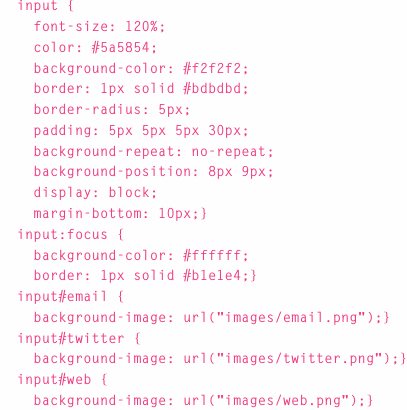 input {
font-size: 120%;
color: #5a5854;
background-color: #f2f2f2;
border: 1px solid #bdbdbd;
border-radius: 5px;
padding: 5px 5px 5px 30px;
background-repeat: no-repeat;
background-position: 8px 9px;
display: block;
margin-bottom: 10px;}
input:focus {
background-color: #ffffff;
border: 1px solid #b1e1e4;}
input#email {
background-image: url("images/email.png");}
input#twitter {
background-image: url("images/twitter.png");}
input#web {
background-image: url("images/web.png");}